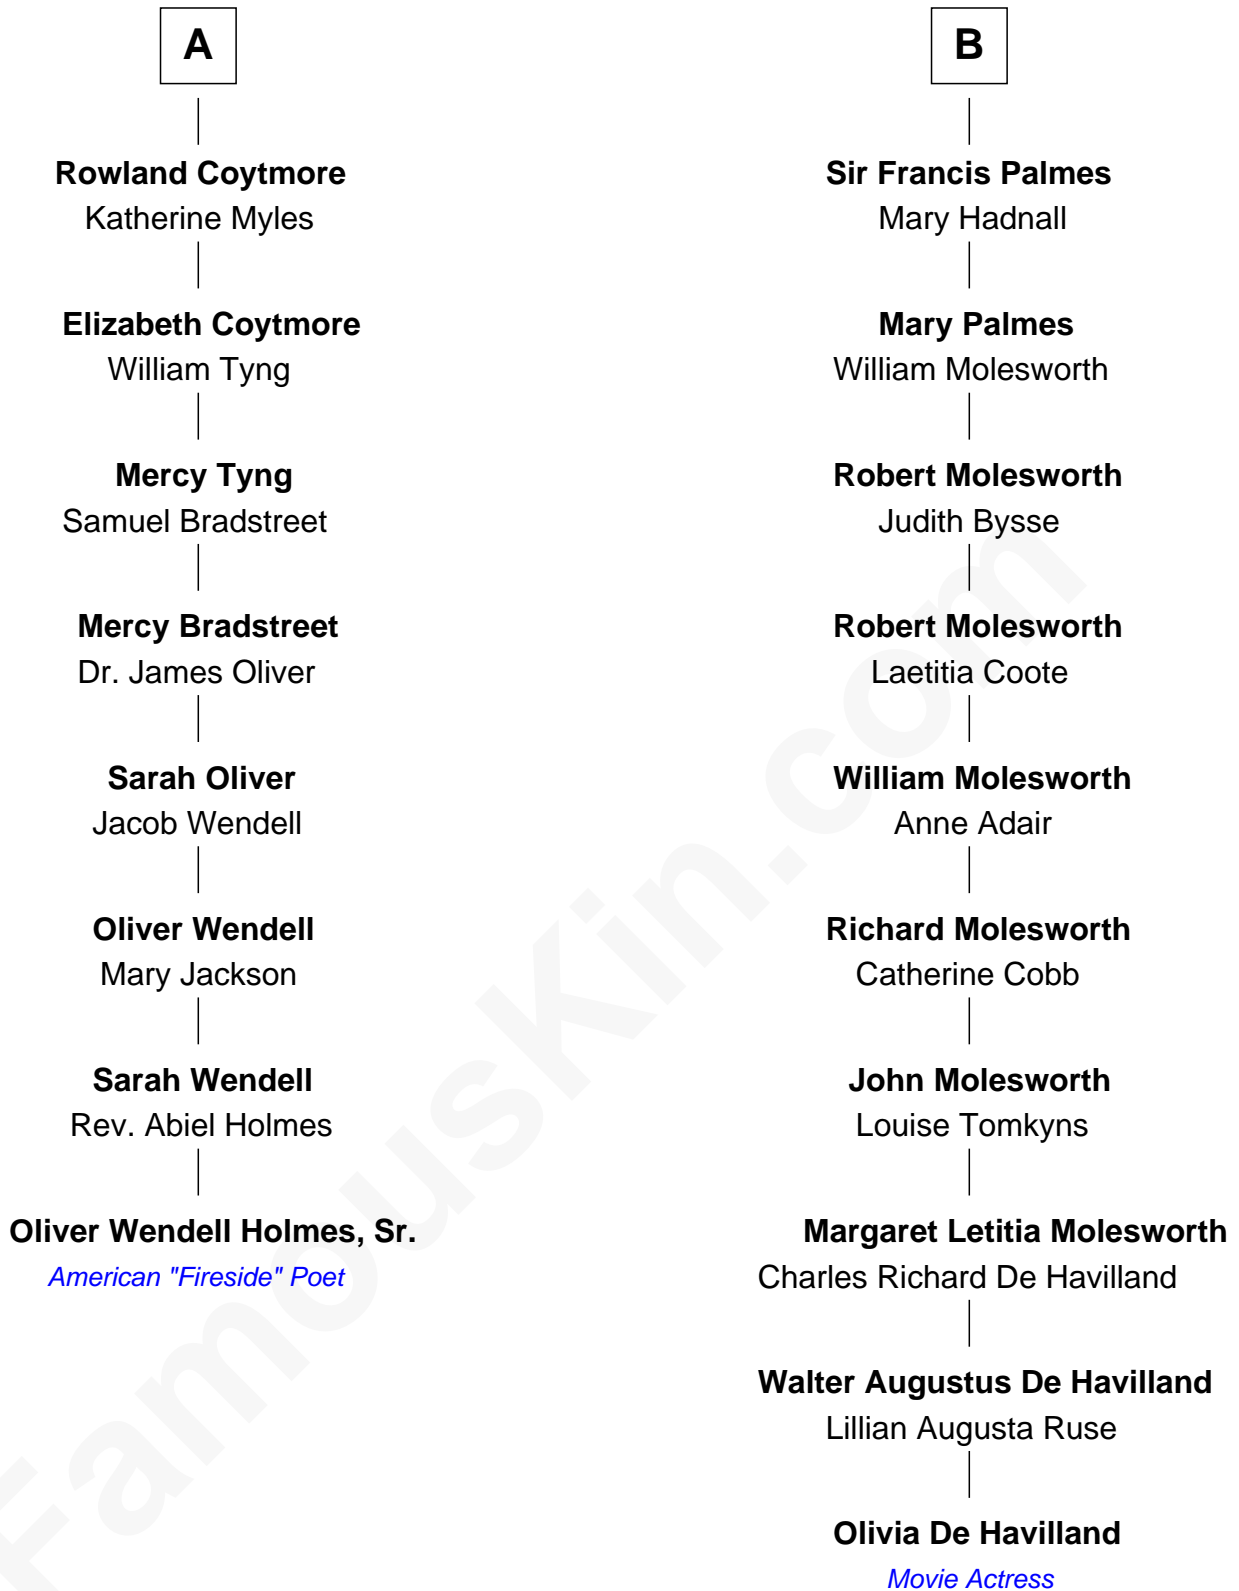 A
Rowland Coytmore
Katherine Myles
Elizabeth Coytmore
William Tyng
Mercy Tyng
Samuel Bradstreet
Mercy Bradstreet
Dr. James Oliver
Sarah Oliver
Jacob Wendell
Oliver Wendell
Mary Jackson
Sarah Wendell
Rev. Abiel Holmes
Oliver Wendell Holmes, Sr.
American "Fireside" Poet
B
Sir Francis Palmes
Mary Hadnall
Mary Palmes
William Molesworth
Robert Molesworth
Judith Bysse
Robert Molesworth
Laetitia Coote
William Molesworth
Anne Adair
Richard Molesworth
Catherine Cobb
John Molesworth
Louise Tomkyns
Margaret Letitia Molesworth
Charles Richard De Havilland
Walter Augustus De Havilland
Lillian Augusta Ruse
Olivia De Havilland
Movie Actress
FamousKin.com